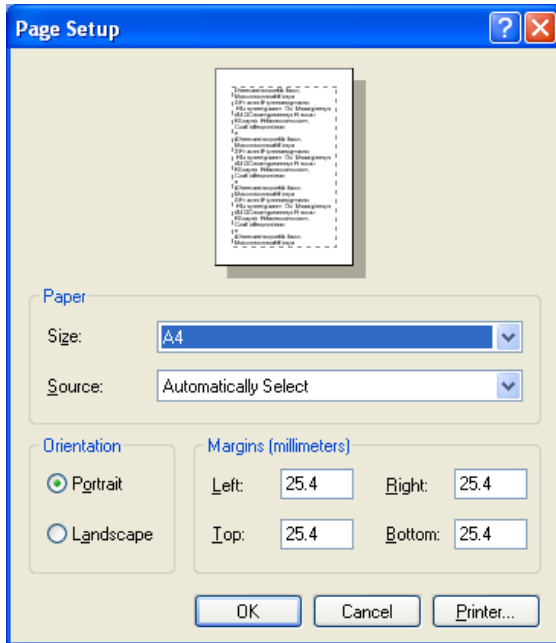 Page Setup
Paper
Size: A4
Source: Automatically Select
Orientation
Portrait
Landscape
Margins (millimeters)
Left: 25.4 Right: 25.4
Top: 25.4 Bottom: 25.4
OK Cancel Printer...